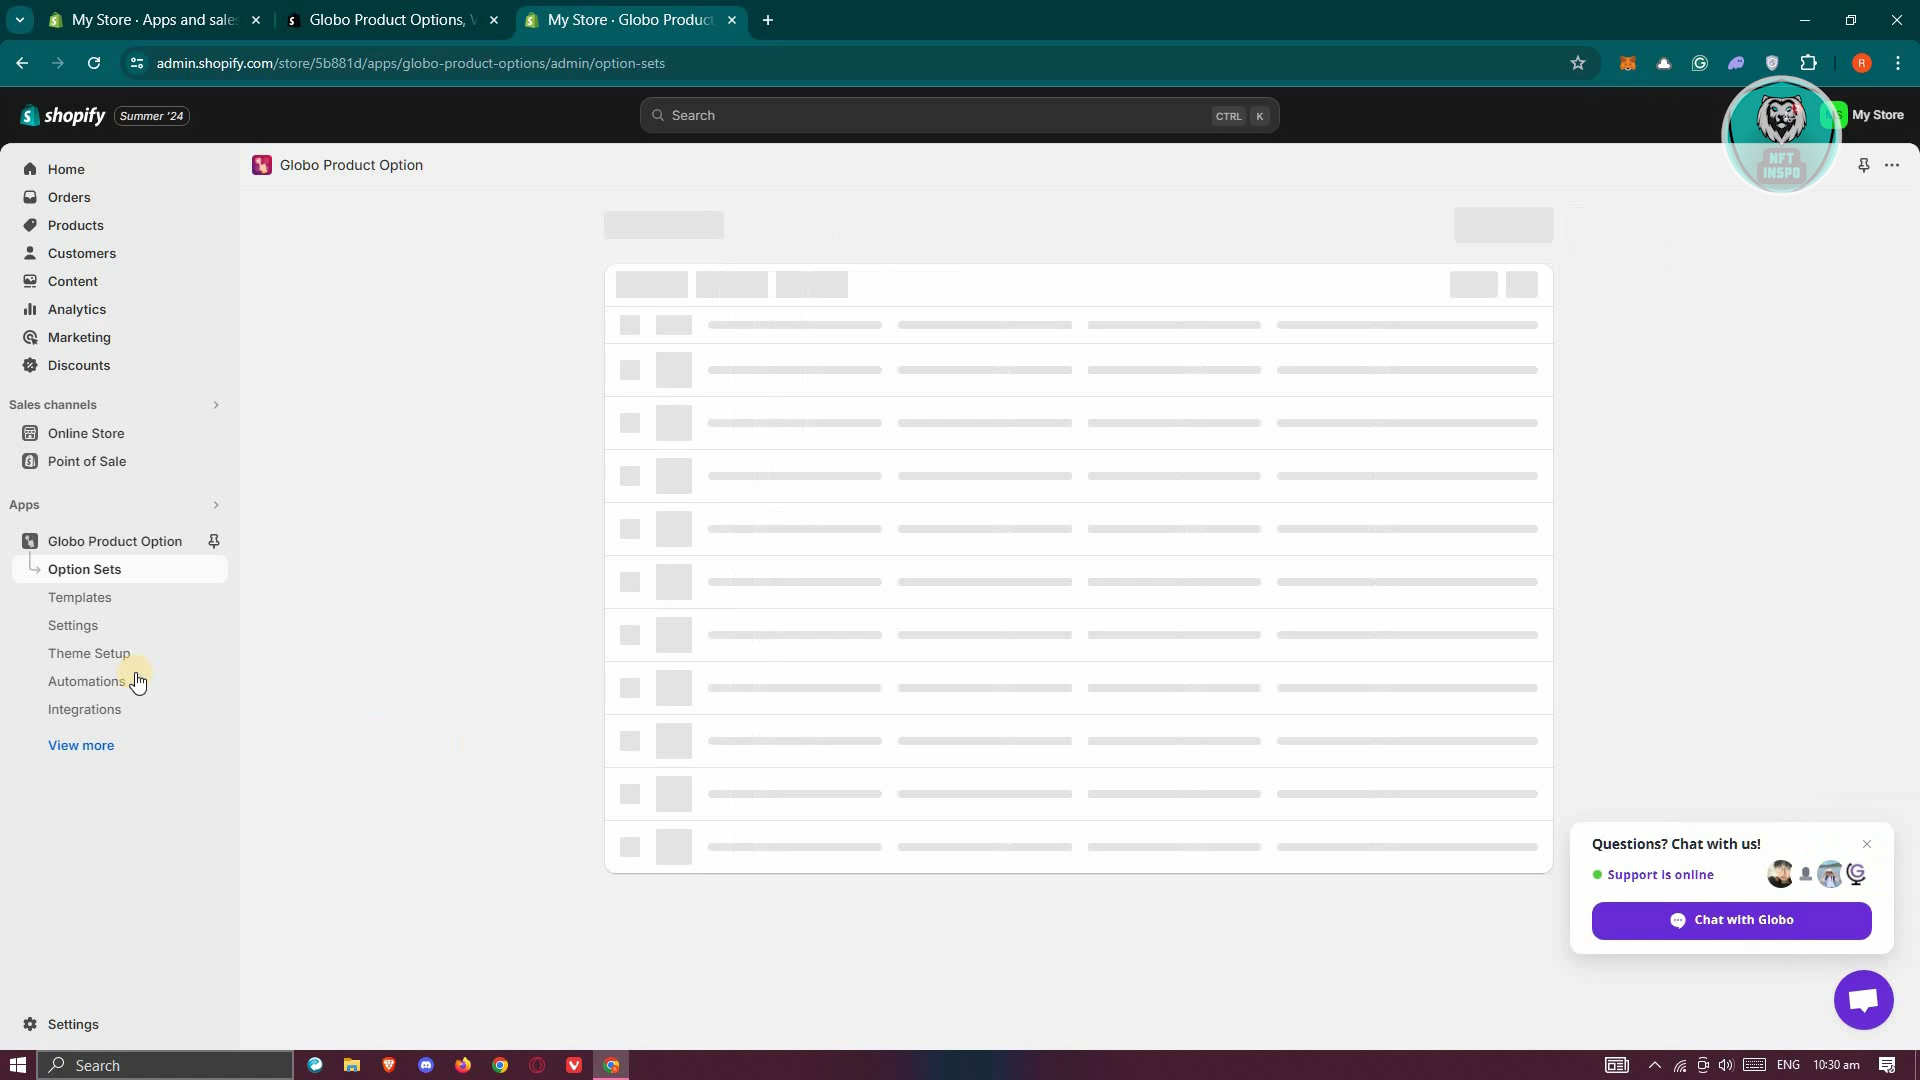 My Store · Apps and sale
Globo Product Options, V
My Store · Globo Product
admin.shopify.com/store/5b881d/apps/globo-product-options/admin/option-sets
R
shopify
Summer '24
Search
CTRL
K
My Store
NFT
INSPO
Home
Orders
Products
Customers
Content
Analytics
Marketing
Discounts
Sales channels
Online Store
Point of Sale
Apps
Globo Product Option
Option Sets
Templates
Settings
Theme Setup
Automations
Integrations
View more
Settings
Globo Product Option
Questions? Chat with us!
Support is online
Chat with Globo
Search
ENG
10:30 am